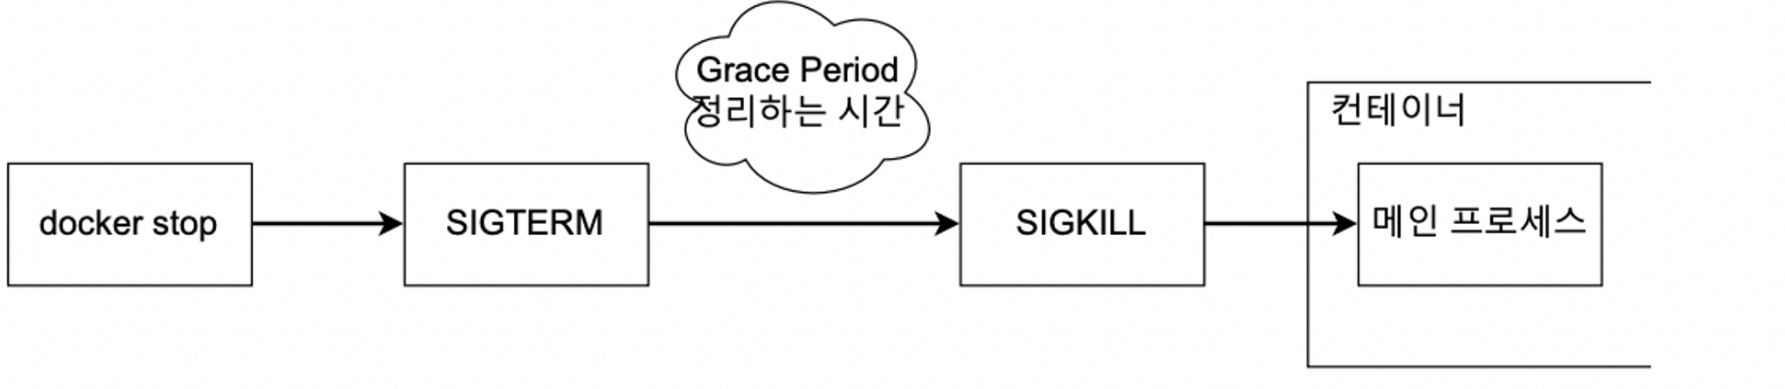 Grace Period
정리하는 시간
컨테이너
docker stop
SIGTERM
SIGKILL
메인 프로세스